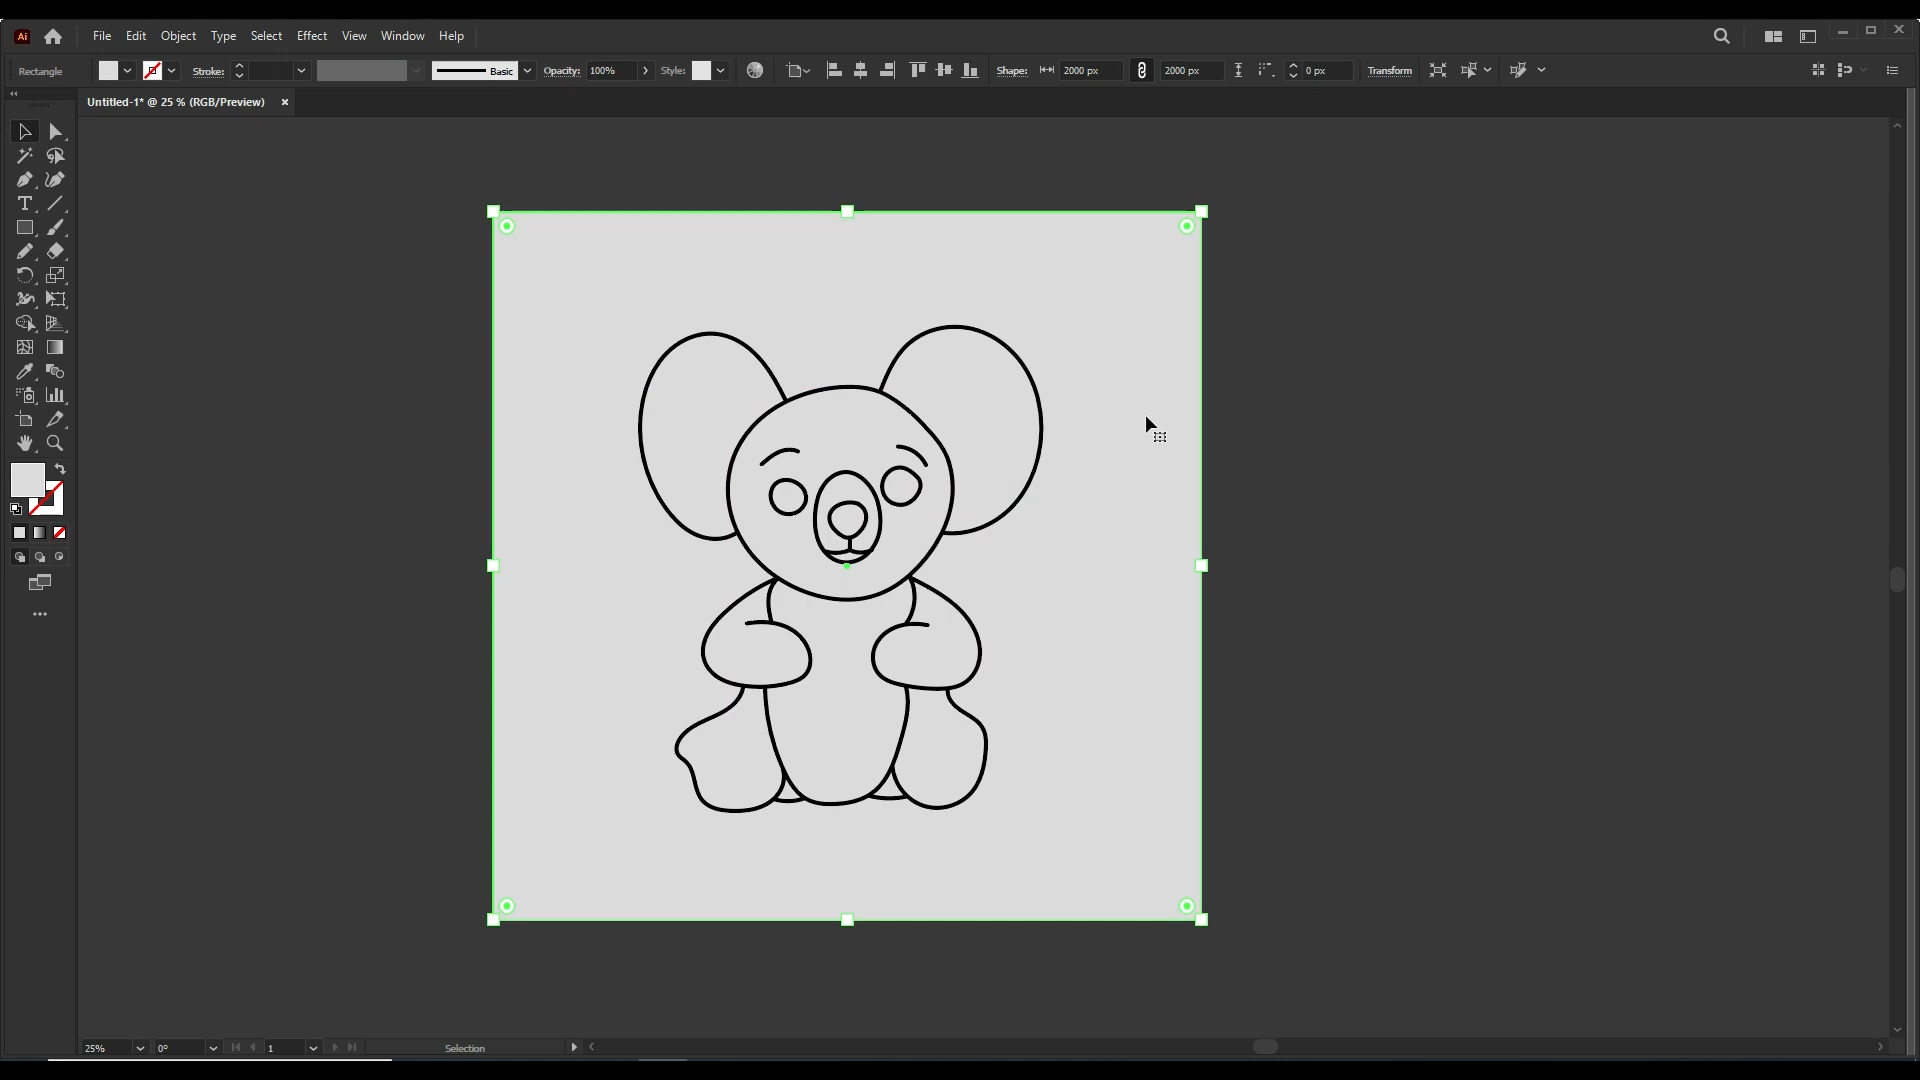 Ai File Edit Object Type Select Effect View Window Help
Rectangle Stroke: Basic Opacity: 100% Style: Shape: 2000 px 2000 px 0 px Transform
Untitled-1* @ 25 % (RGB/Preview) ×
T
25% 0° 1 Selection